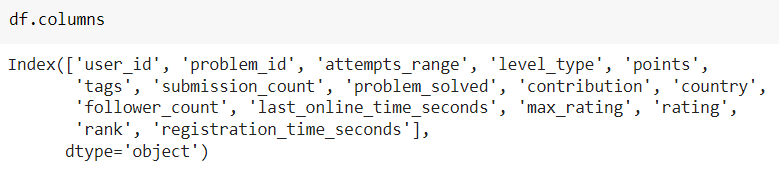 df.columns
Index(['user_id', 'problem_id', 'attempts_range', 'level_type', 'points',
'tags', 'submission_count', 'problem_solved', 'contribution', 'country',
'follower_count', 'last_online_time_seconds', 'max_rating', 'rating',
'rank', 'registration_time_seconds'],
dtype='object')